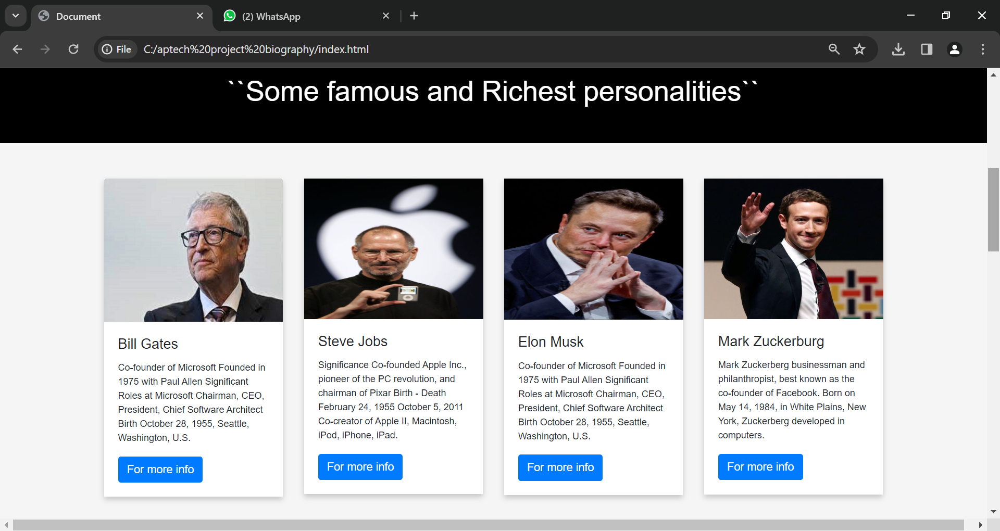 Document
(2) WhatsApp
File
C:/aptech%20project%20biography/index.html
``Some famous and Richest personalities``
Bill Gates
Co-founder of Microsoft Founded in
1975 with Paul Allen Significant
Roles at Microsoft Chairman, CEO,
President, Chief Software Architect
Birth October 28, 1955, Seattle,
Washington, U.S.
For more info
Steve Jobs
Significance Co-founded Apple Inc.,
pioneer of the PC revolution, and
chairman of Pixar Birth - Death
February 24, 1955 October 5, 2011
Co-creator of Apple II, Macintosh,
iPod, iPhone, iPad.
For more info
Elon Musk
Co-founder of Microsoft Founded in
1975 with Paul Allen Significant
Roles at Microsoft Chairman, CEO,
President, Chief Software Architect
Birth October 28, 1955, Seattle,
Washington, U.S.
For more info
Mark Zuckerburg
Mark Zuckerberg businessman and
philanthropist, best known as the
co-founder of Facebook. Born on
May 14, 1984, in White Plains, New
York, Zuckerberg developed in
computers.
For more info